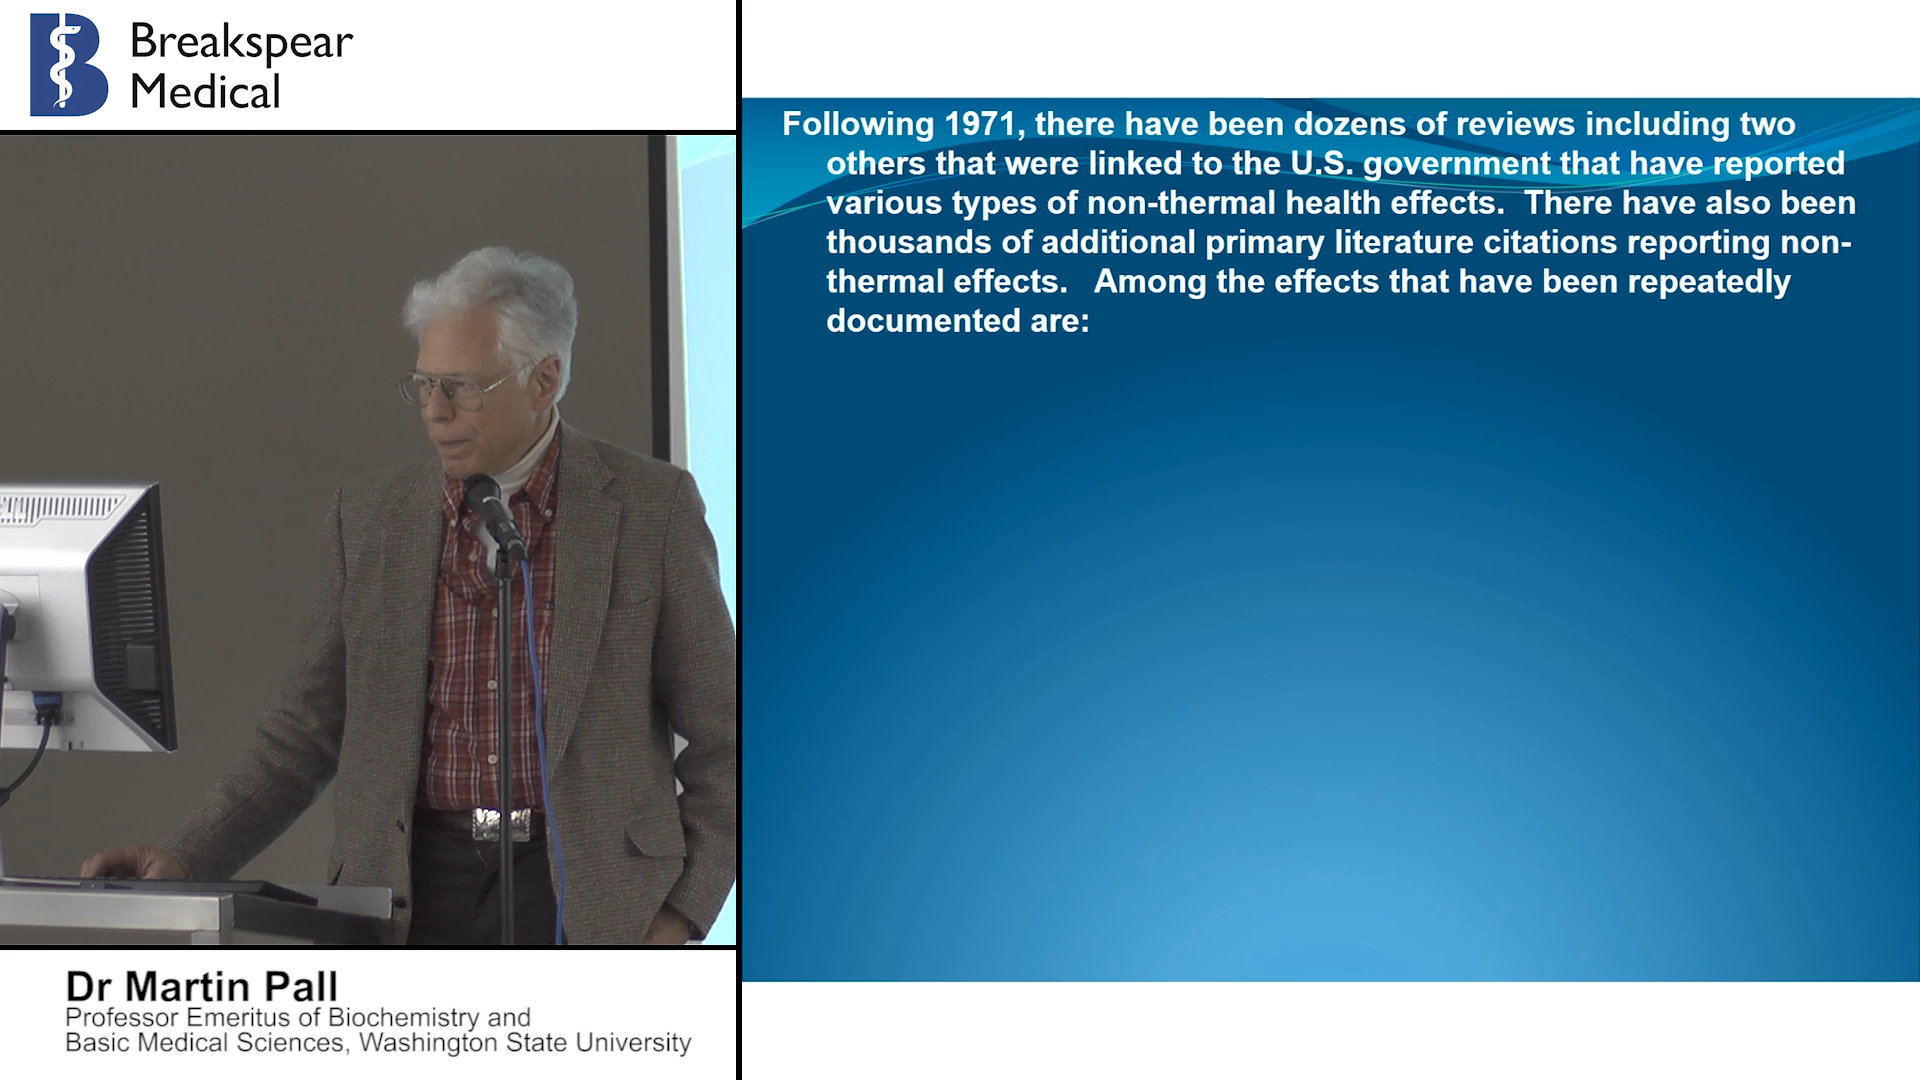 Breakspear
Medical
Following 1971, there have been dozens of reviews including two
others that were linked to the U.S. government that have reported
various types of non-thermal health effects.  There have also been
thousands of additional primary literature citations reporting non-
thermal effects.   Among the effects that have been repeatedly
documented are:
Dr Martin Pall
Professor Emeritus of Biochemistry and
Basic Medical Sciences, Washington State University